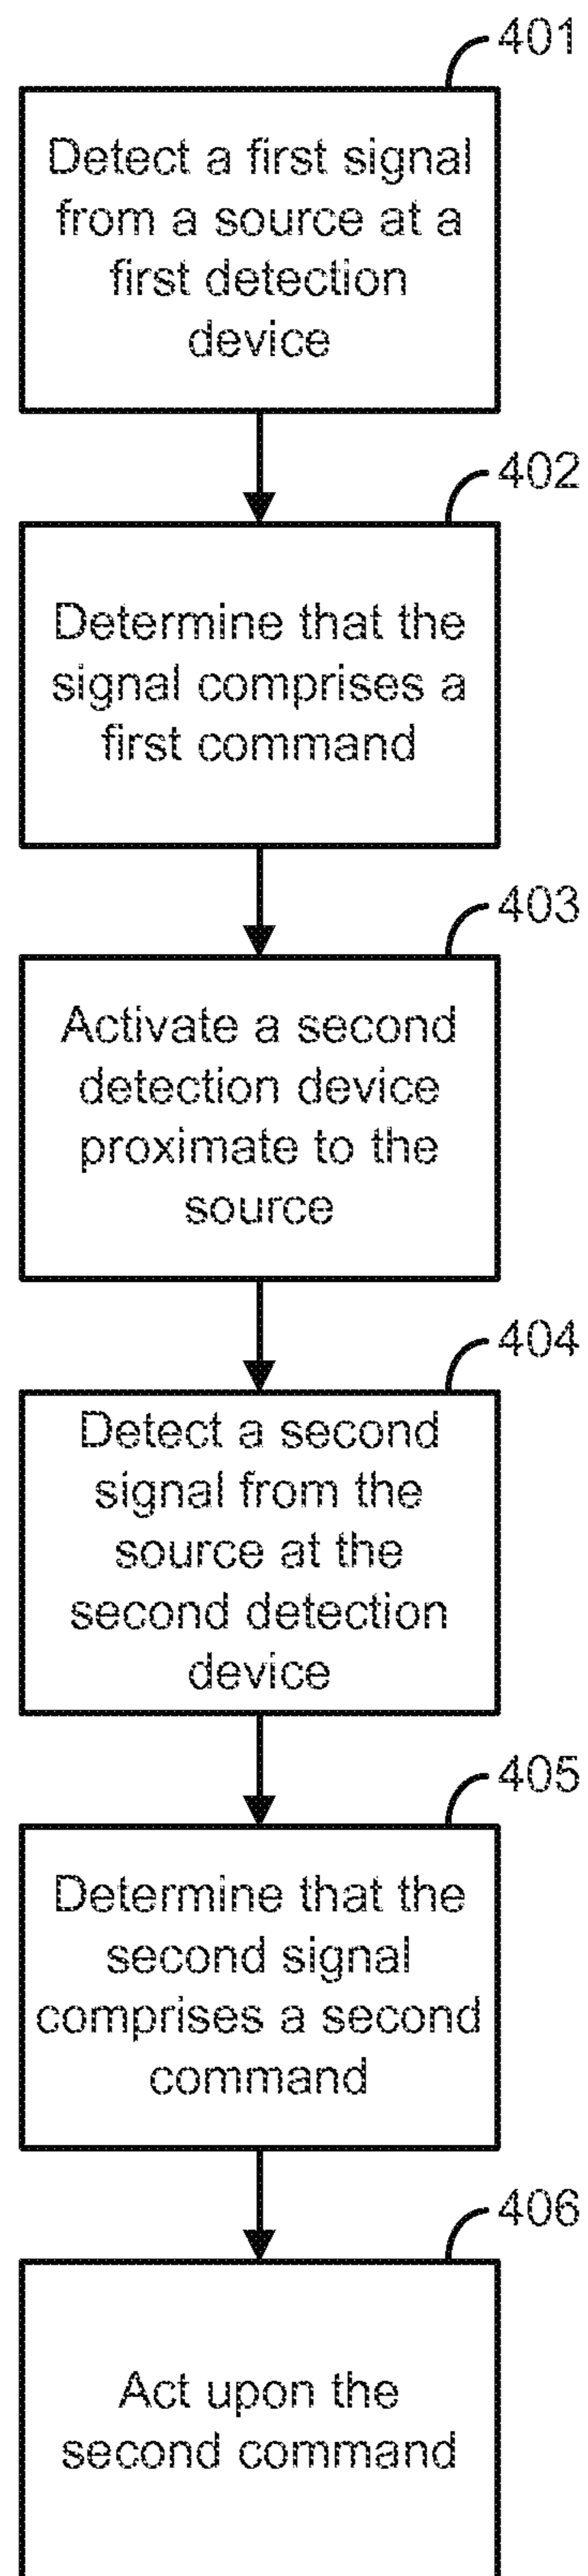 401
Detect a first signal
from a source at a
first detection
device
402
Determine that the
signal comprises a
first command
403
Activate a second
detection device
proximate to the
source
404
Detect a second
signal from the
source at the
second detection
device
405
Determine that the
second signal
comprises a second
command
406
Act upon the
second command